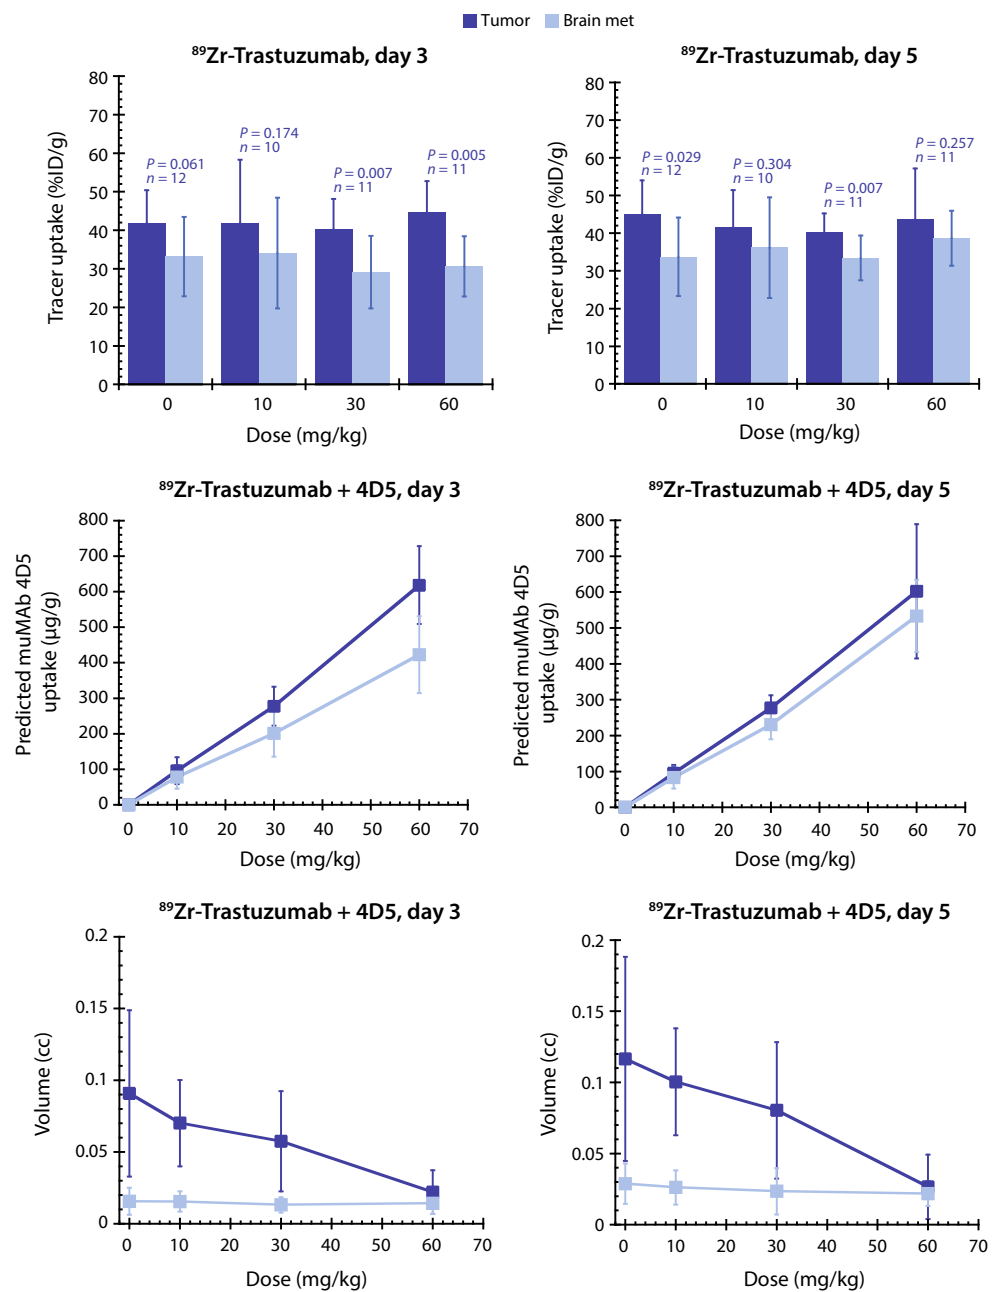 Tumor Brain met
⁸⁹Zr-Trastuzumab, day 3
80
70
60
50
40
30
20
10
0
Tracer uptake (%ID/g)
P = 0.061
n = 12
P = 0.174
n = 10
P = 0.007
n = 11
P = 0.005
n = 11
0 10 30 60
Dose (mg/kg)
⁸⁹Zr-Trastuzumab, day 5
80
70
60
50
40
30
20
10
0
Tracer uptake (%ID/g)
P = 0.029
n = 12
P = 0.304
n = 10
P = 0.007
n = 11
P = 0.257
n = 11
0 10 30 60
Dose (mg/kg)
⁸⁹Zr-Trastuzumab + 4D5, day 3
800
700
600
500
400
300
200
100
0
Predicted muMAb 4D5
uptake (µg/g)
0 10 20 30 40 50 60 70
Dose (mg/kg)
⁸⁹Zr-Trastuzumab + 4D5, day 5
800
700
600
500
400
300
200
100
0
Predicted muMAb 4D5
uptake (µg/g)
0 10 20 30 40 50 60 70
Dose (mg/kg)
⁸⁹Zr-Trastuzumab + 4D5, day 3
0.2
0.15
0.1
0.05
0
Volume (cc)
0 10 20 30 40 50 60 70
Dose (mg/kg)
⁸⁹Zr-Trastuzumab + 4D5, day 5
0.2
0.15
0.1
0.05
0
Volume (cc)
0 10 20 30 40 50 60 70
Dose (mg/kg)